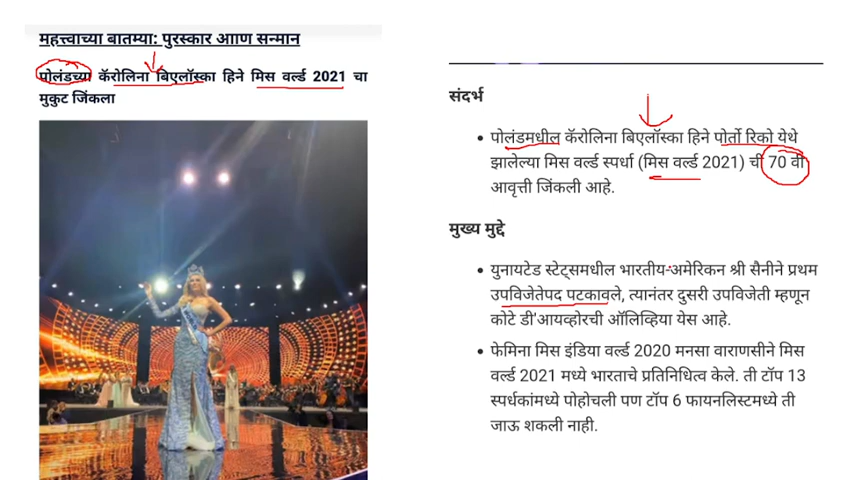 महत्त्वाच्या बातम्या: पुरस्कार आणि सन्मान
पोलंडच्या कॅरोलिना बिएलॉस्का हिने मिस वर्ल्ड 2021 चा
मुकुट जिंकला
संदर्भ
पोलंडमधील कॅरोलिना बिएलॉस्का हिने पोर्तो रिको येथे
झालेल्या मिस वर्ल्ड स्पर्धा (मिस वर्ल्ड 2021) ची 70 वी
आवृत्ती जिंकली आहे.
मुख्य मुद्दे
युनायटेड स्टेट्समधील भारतीय-अमेरिकन श्री सैनीने प्रथम
उपविजेतेपद पटकावले, त्यानंतर दुसरी उपविजेती म्हणून
कोटे डी'आयव्होरची ऑलिव्हिया येस आहे.
फेमिना मिस इंडिया वर्ल्ड 2020 मनसा वाराणसीने मिस
वर्ल्ड 2021 मध्ये भारताचे प्रतिनिधित्व केले. ती टॉप 13
स्पर्धकांमध्ये पोहोचली पण टॉप 6 फायनलिस्टमध्ये ती
जाऊ शकली नाही.